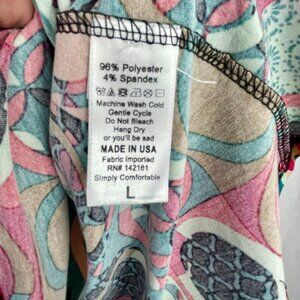 96% Polyester
4% Spandex
Machine Wash Cold
Gentle Cycle
Do Not Bleach
Hang Dry
or you'll be sad
MADE IN USA
Fabric Imported
RN# 142161
Simply Comfortable
L